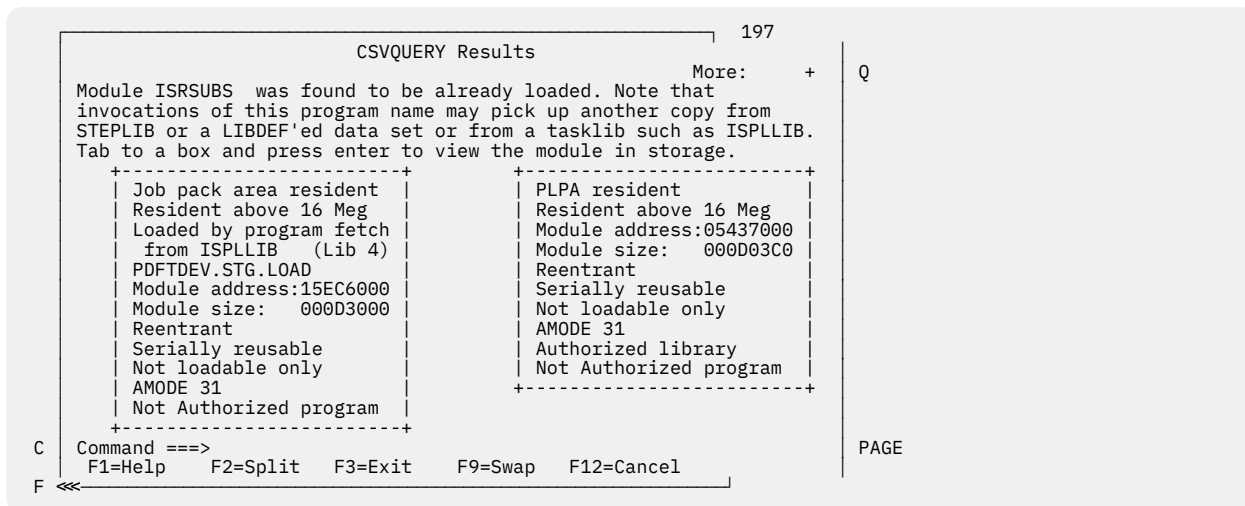 197
CSVQUERY Results
More:     +   Q
Module ISRSUBS  was found to be already loaded. Note that
invocations of this program name may pick up another copy from
STEPLIB or a LIBDEF'ed data set or from a tasklib such as ISPLLIB.
Tab to a box and press enter to view the module in storage.
+-------------------------+         +-------------------------+
| Job pack area resident  |         | PLPA resident           |
| Resident above 16 Meg   |         | Resident above 16 Meg   |
| Loaded by program fetch |         | Module address:05437000 |
|  from ISPLLIB   (Lib 4) |         | Module size:   000D03C0 |
| PDFTDEV.STG.LOAD        |         | Reentrant               |
| Module address:15EC6000 |         | Serially reusable       |
| Module size:   000D3000 |         | Not loadable only       |
| Reentrant               |         | AMODE 31                |
| Serially reusable       |         | Authorized library      |
| Not loadable only       |         | Not Authorized program  |
| AMODE 31                |         +-------------------------+
| Not Authorized program  |
+-------------------------+
C   Command ===>   PAGE
F1=Help    F2=Split   F3=Exit    F9=Swap   F12=Cancel
F <<<